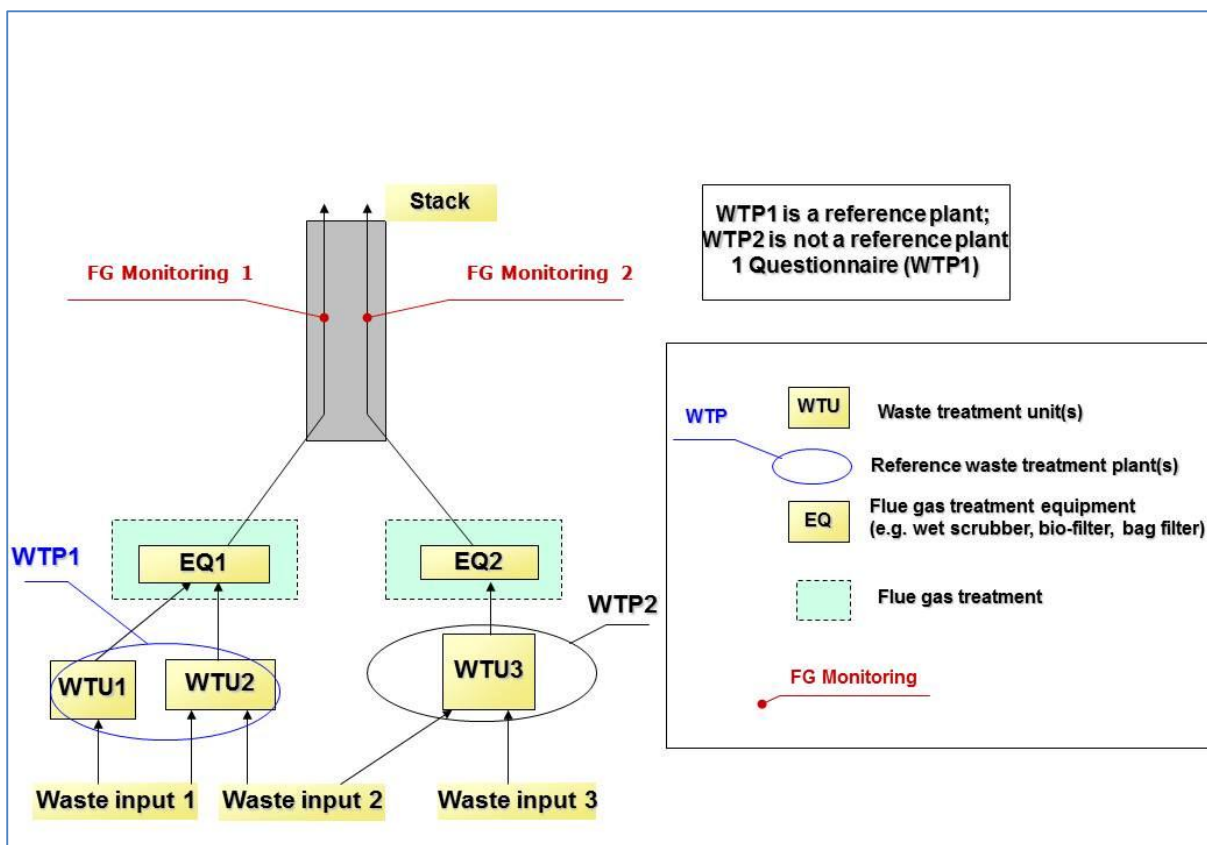 Stack
FG Monitoring 1
FG Monitoring 2
WTP1 is a reference plant;
WTP2 is not a reference plant
1 Questionnaire (WTP1)
WTP
WTU
Waste treatment unit(s)
Reference waste treatment plant(s)
EQ
Flue gas treatment equipment
(e.g. wet scrubber, bio-filter, bag filter)
Flue gas treatment
FG Monitoring
WTP1
EQ1
EQ2
WTP2
WTU1
WTU2
WTU3
Waste input 1
Waste input 2
Waste input 3